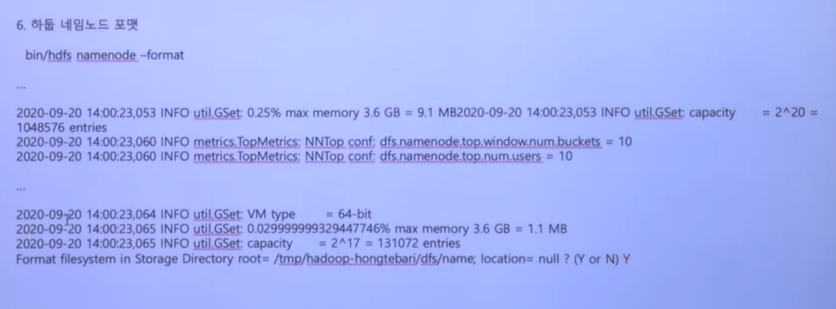 6. 하둡 네임노드 포맷
bin/hdfs namenode –format
...
2020-09-20 14:00:23,053 INFO util.GSet: 0.25% max memory 3.6 GB = 9.1 MB2020-09-20 14:00:23,053 INFO util.GSet: capacity = 2^20 =
1048576 entries
2020-09-20 14:00:23,060 INFO metrics.TopMetrics: NNTop conf: dfs.namenode.top.window.num.buckets = 10
2020-09-20 14:00:23,060 INFO metrics.TopMetrics: NNTop conf: dfs.namenode.top.num.users = 10
...
2020-09-20 14:00:23,064 INFO util.GSet: VM type = 64-bit
2020-09-20 14:00:23,065 INFO util.GSet: 0.029999999329447746% max memory 3.6 GB = 1.1 MB
2020-09-20 14:00:23,065 INFO util.GSet: capacity = 2^17 = 131072 entries
Format filesystem in Storage Directory root= /tmp/hadoop-hongtebari/dfs/name; location= null ? (Y or N) Y